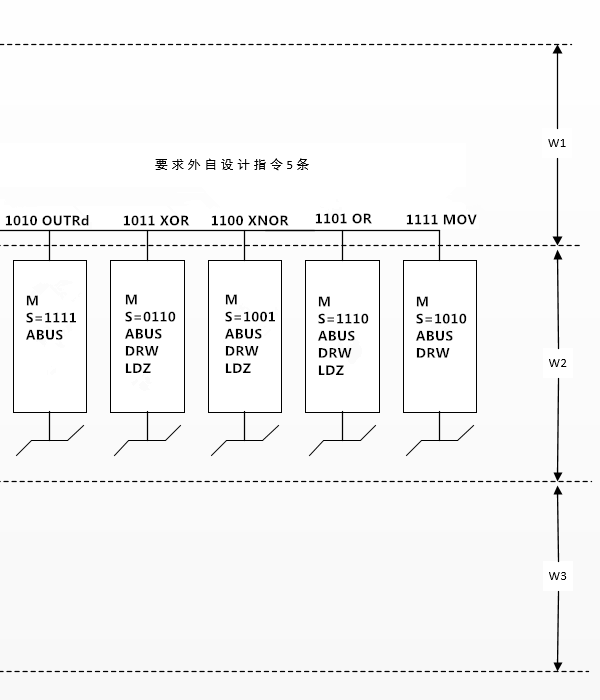 W1
要求外自设计指令5条
1010 OUTRd
1011 XOR
1100 XNOR
1101 OR
1111 MOV
M
S=1111
ABUS
M
S=0110
ABUS
DRW
LDZ
M
S=1001
ABUS
DRW
LDZ
M
S=1110
ABUS
DRW
LDZ
M
S=1010
ABUS
DRW
W2
W3